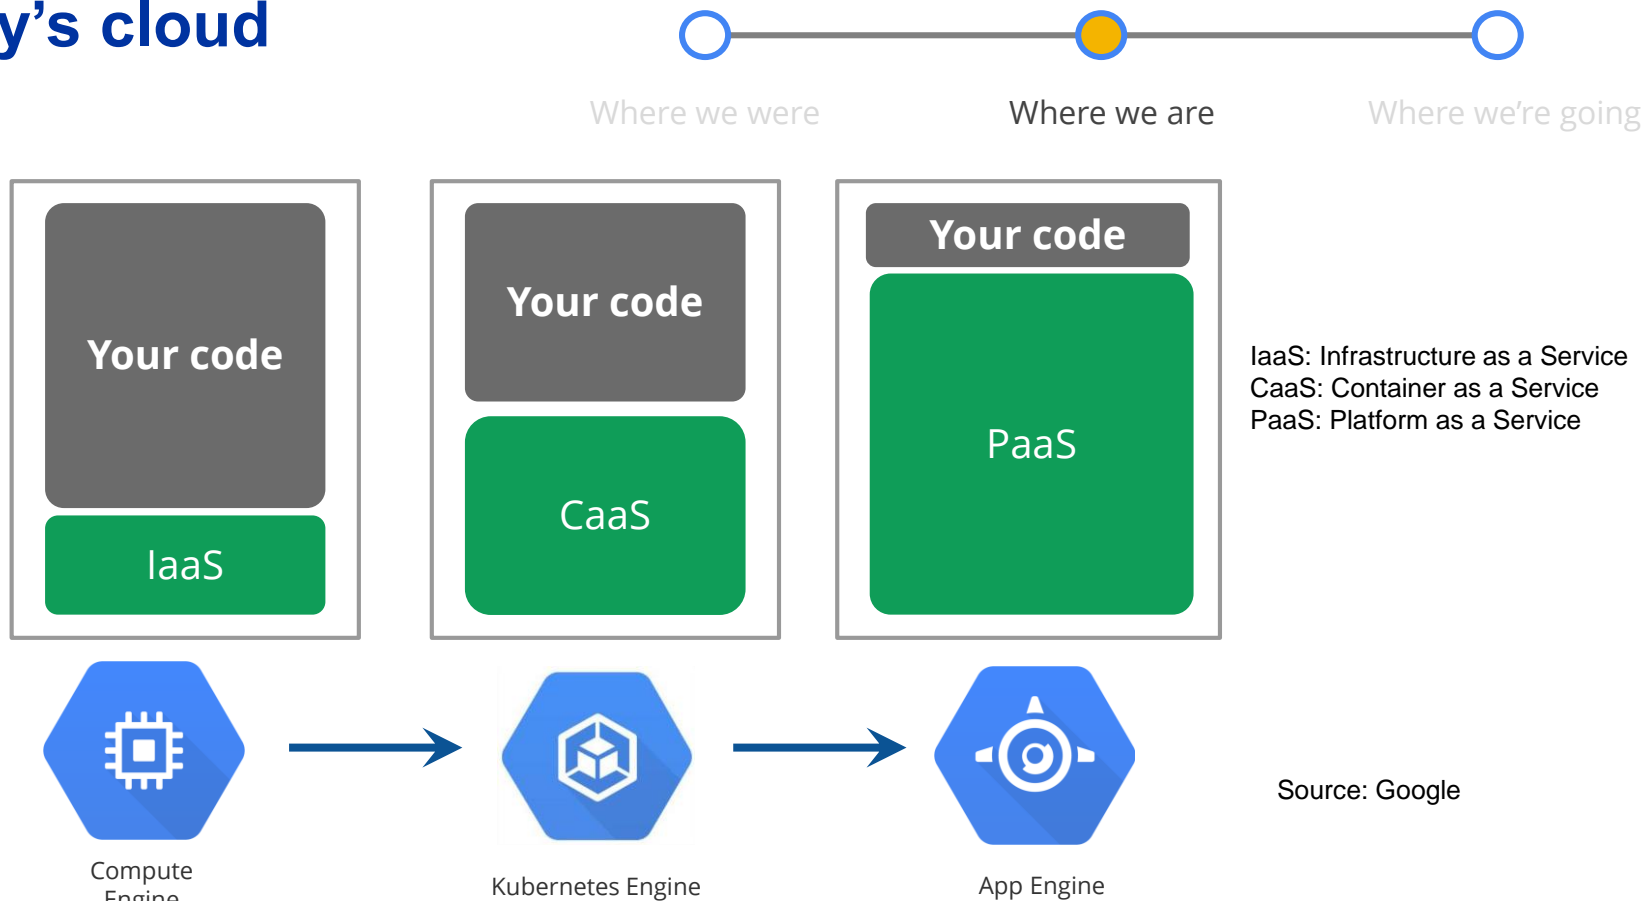 y's cloud
Where we were
Where we are
Where we're going
Your code
IaaS
Your code
CaaS
Your code
PaaS
IaaS: Infrastructure as a Service
CaaS: Container as a Service
PaaS: Platform as a Service
Compute
Engine
Kubernetes Engine
App Engine
Source: Google